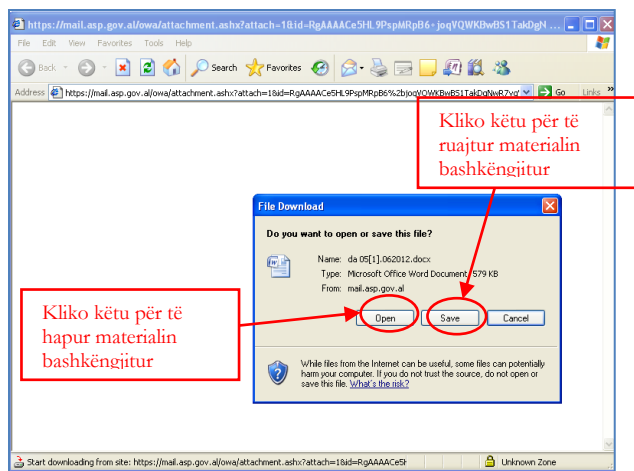 https://mail.asp.gov.al/owa/attachment.ashx?attach=1&id=RgAAAACe5HL9PspMRpB6+joqVQWKBwBS1TakDgN ...
File Edit View Favorites Tools Help
Back Search Favorites
Address https://mail.asp.gov.al/owa/attachment.ashx?attach=1&id=RgAAAACe5HL9PspMRpB6%2bjoqVQWKBwBS1TakDgNwR7vq Go Links »
Kliko këtu për të
ruajtur materialin
bashkëngjitur
File Download
Do you want to open or save this file?
Name: da 05[1].062012.docx
Type: Microsoft Office Word Document, 579 KB
From: mail.asp.gov.al
Open Save Cancel
Kliko këtu për të
hapur materialin
bashkëngjitur
While files from the Internet can be useful, some files can potentially
harm your computer. If you do not trust the source, do not open or
save this file. What's the risk?
Start downloading from site: https://mail.asp.gov.al/owa/attachment.ashx?attach=1&id=RgAAAACe5H Unknown Zone